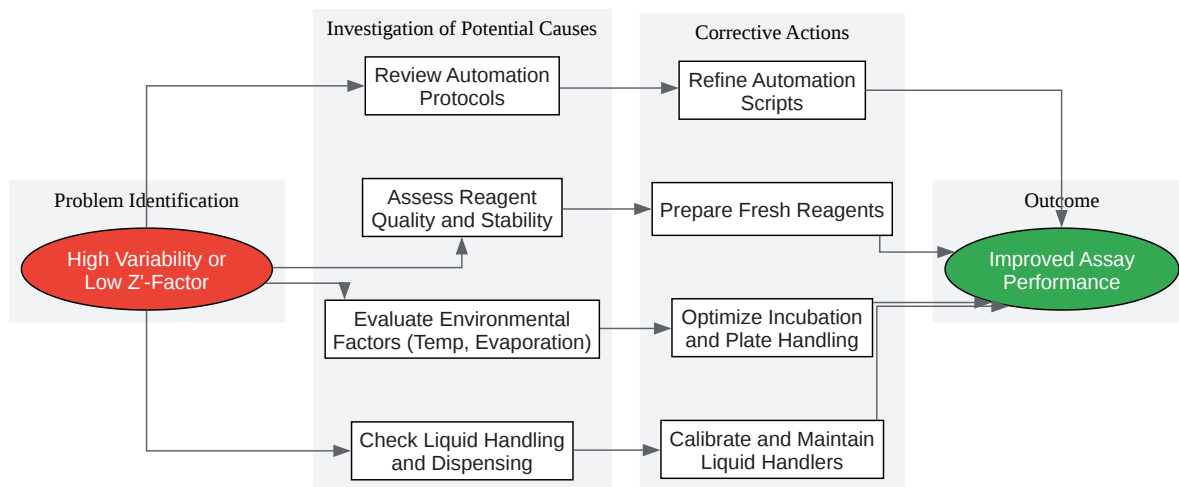 Investigation of Potential Causes
Corrective Actions
Review Automation
Protocols
Refine Automation
Scripts
Problem Identification
Assess Reagent
Quality and Stability
Prepare Fresh Reagents
Outcome
High Variability or
Low Z'-Factor
Improved Assay
Performance
Evaluate Environmental
Factors (Temp, Evaporation)
Optimize Incubation
and Plate Handling
Check Liquid Handling
and Dispensing
Calibrate and Maintain
Liquid Handlers